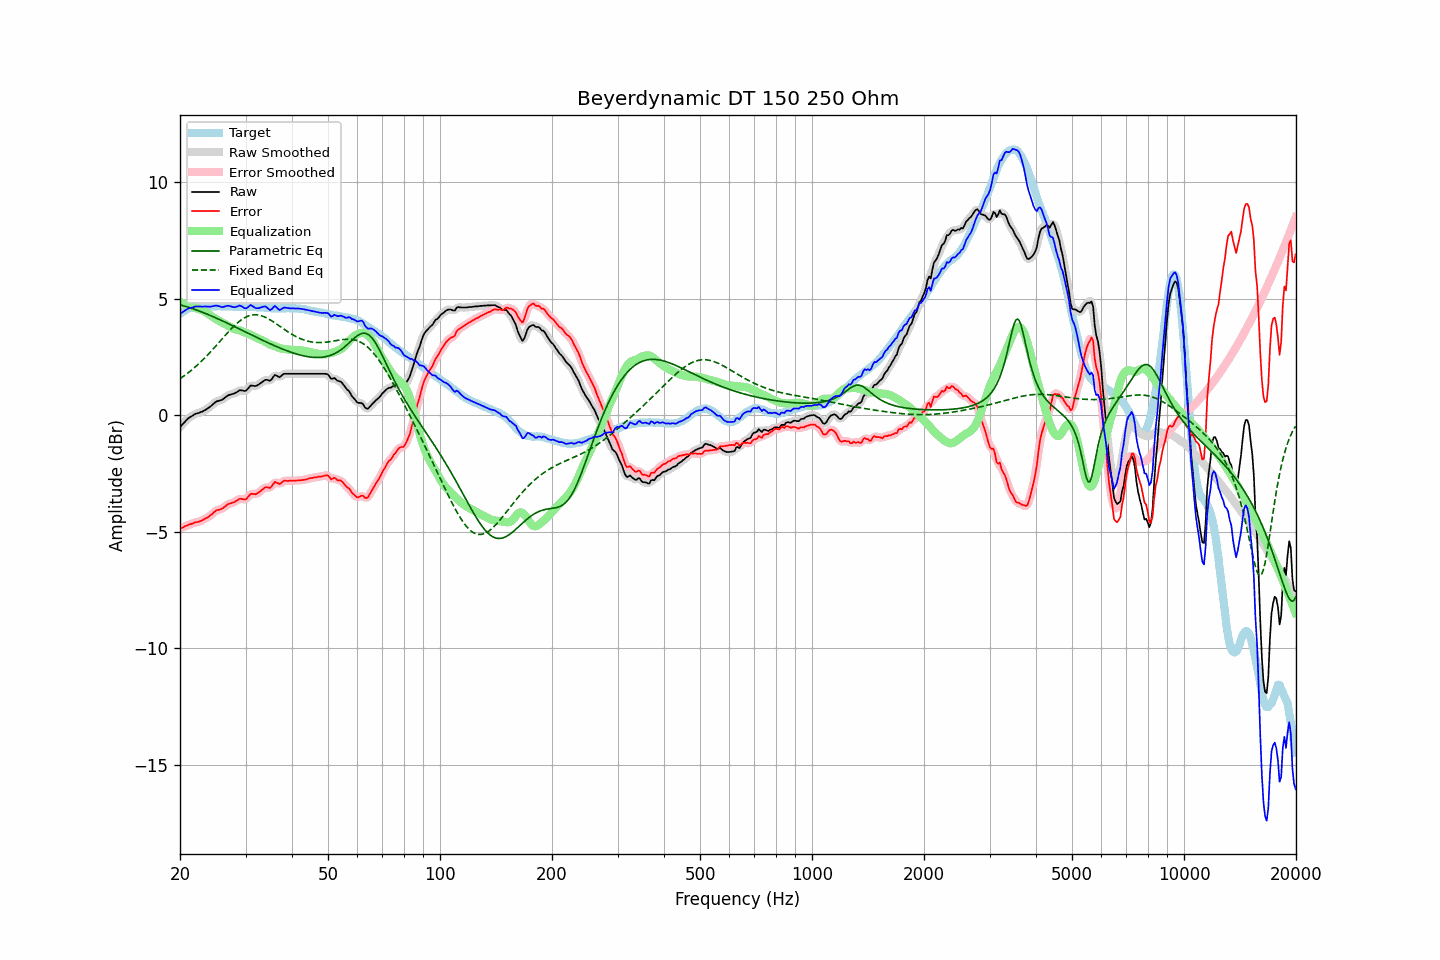 Beyerdynamic DT 150 250 Ohm
Target
Raw Smoothed
Error Smoothed
Raw
Error
Equalization
Parametric Eq
Fixed Band Eq
Equalized
Amplitude (dBr)
10
5
0
−5
−10
−15
20
50
100
200
500
1000
2000
5000
10000
20000
Frequency (Hz)